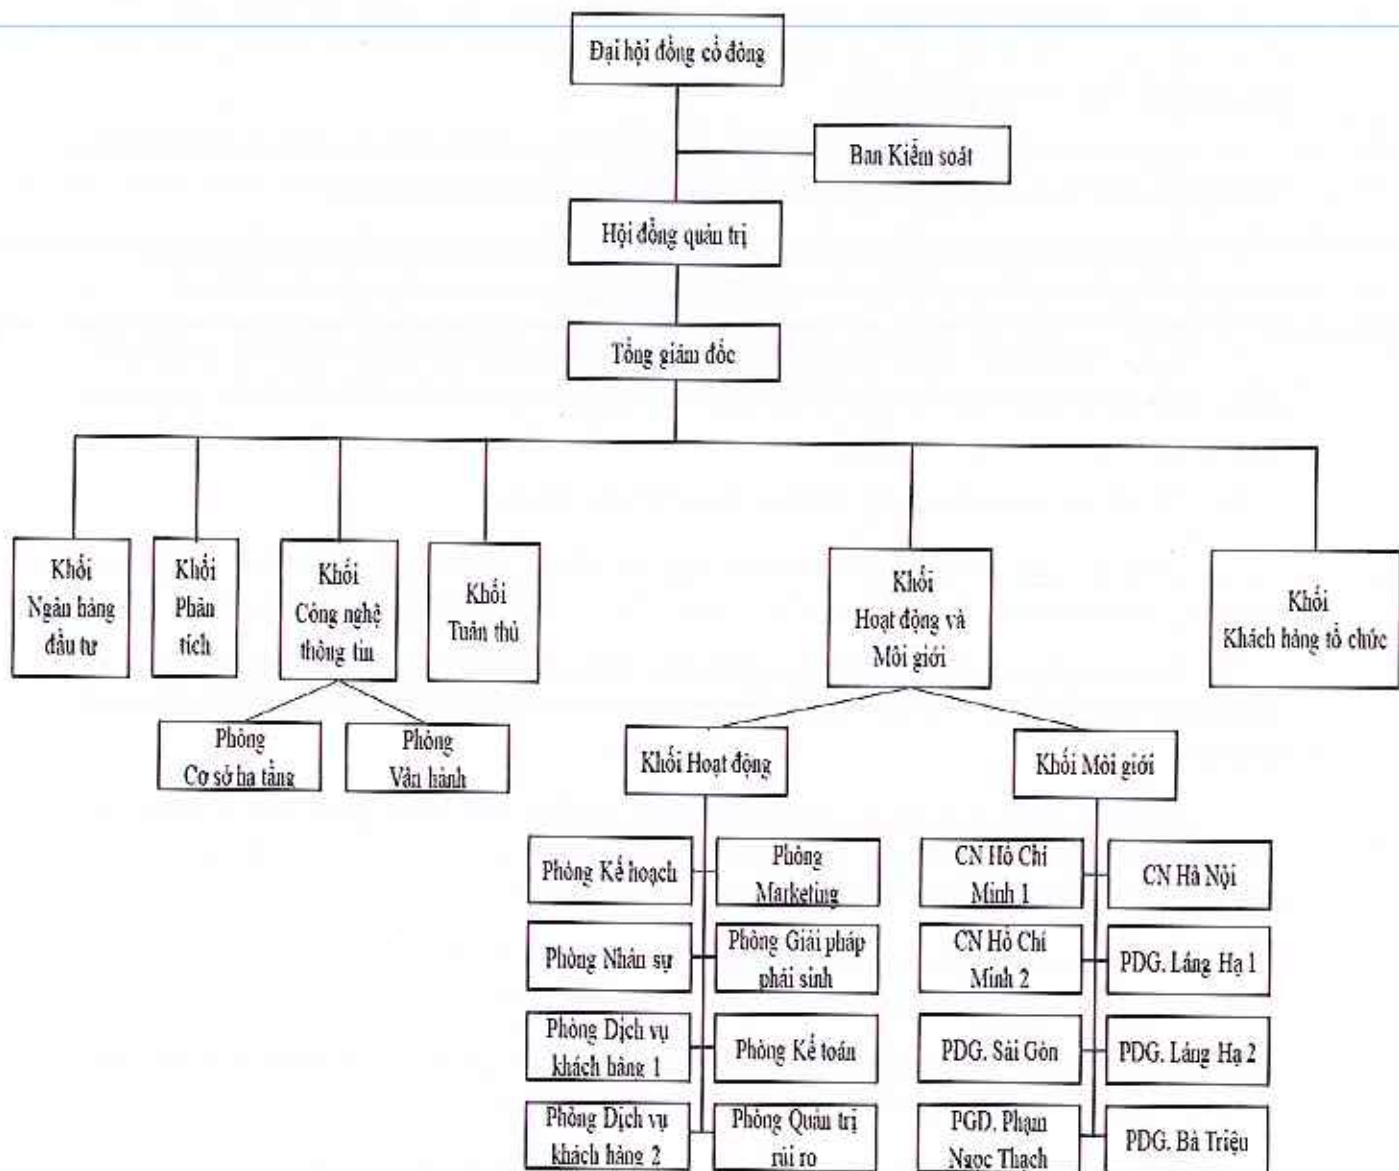 Đại hội đồng cổ đông
Ban Kiểm soát
Hội đồng quản trị
Tổng giám đốc
Khối
Ngân hàng
đầu tư
Khối
Phân
tích
Khối
Công nghệ
thông tin
Khối
Tuân thủ
Khối
Hoạt động và
Môi giới
Khối
Khách hàng tổ chức
Phòng
Cơ sở hạ tầng
Phòng
Vận hành
Khối Hoạt động
Khối Môi giới
Phòng Kế hoạch
Phòng
Marketing
CN Hồ Chí
Minh 1
CN Hà Nội
Phòng Nhân sự
Phòng Giải pháp
phái sinh
CN Hồ Chí
Minh 2
PDG. Láng Hạ 1
Phòng Dịch vụ
khách hàng 1
Phòng Kế toán
PDG. Sài Gòn
PDG. Láng Hạ 2
Phòng Dịch vụ
khách hàng 2
Phòng Quản trị
rủi ro
PGD. Phạm
Ngọc Thạch
PDG. Bà Triệu